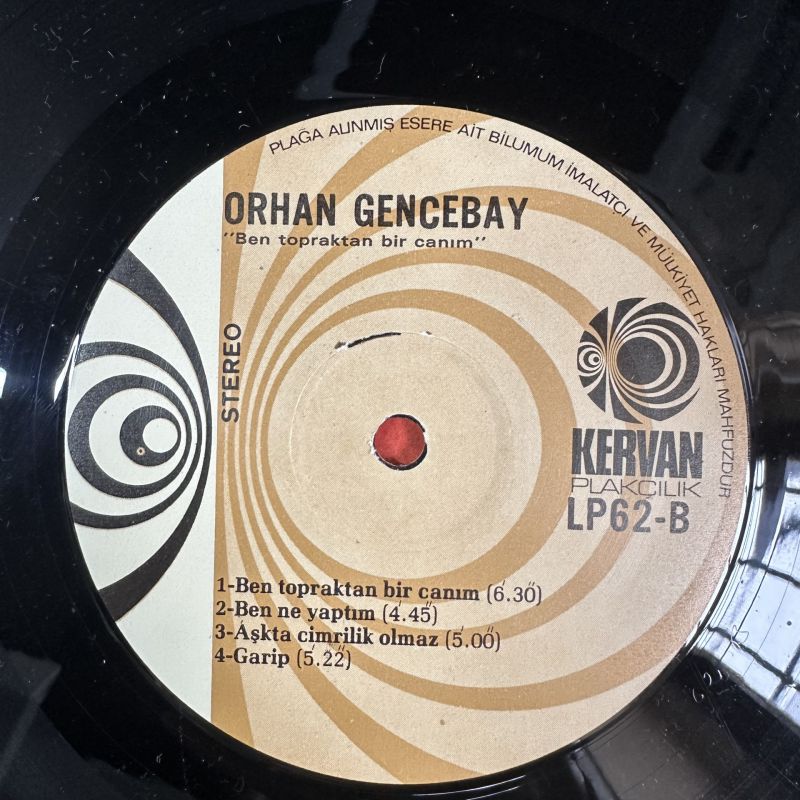 PLAĞA ALINMIŞ ESERE AİT BİLUMUM İMALATÇI VE MÜLKİYET HAKLARI MAHFUZDUR
ORHAN GENCEBAY
"Ben topraktan bir canım"
STEREO
KERVAN
PLAKÇILIK
LP62-B
1-Ben topraktan bir canım (6.30)
2-Ben ne yaptım (4.45)
3-Aşkta cimrilik olmaz (5.00)
4-Garip (5.22)